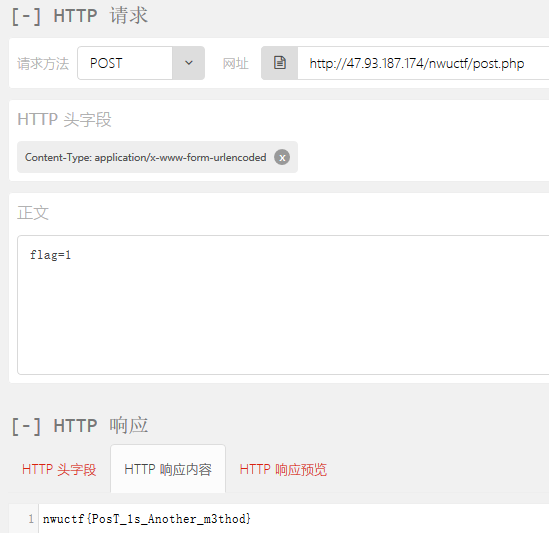 [-] HTTP 请求
请求方法 POST 网址 http://47.93.187.174/nwuctf/post.php
HTTP 头字段
Content-Type: application/x-www-form-urlencoded x
正文
flag=1
[-] HTTP 响应
HTTP 头字段 HTTP 响应内容 HTTP 响应预览
1 nwuctf{PosT_1s_Another_m3thod}